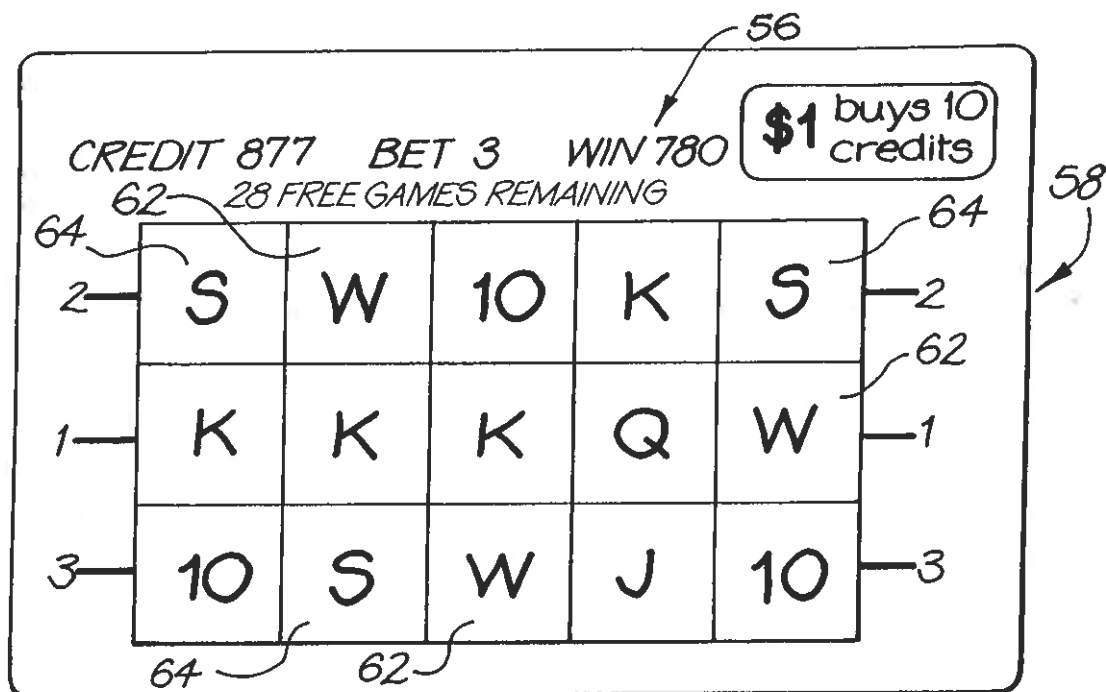 56
$1 buys 10 credits
CREDIT 877 BET 3 WIN 780
28 FREE GAMES REMAINING
58
62
64
64
2 S W 10 K S 2
62
1 K K K Q W 1
3 10 S W J 10 3
64 62